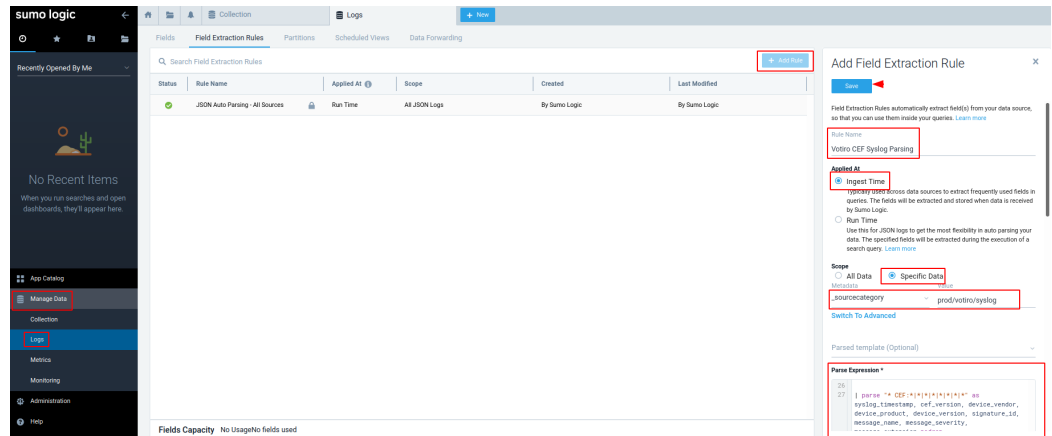 sumo logic
Collection
Logs
+ New
Recently Opened By Me
No Recent Items
When you run searches and open
dashboards, they'll appear here.
App Catalog
Manage Data
Collection
Logs
Metrics
Monitoring
Administration
Help
Fields
Field Extraction Rules
Partitions
Scheduled Views
Data Forwarding
Search Field Extraction Rules
+ Add Rule
Status
Rule Name
Applied At
Scope
Created
Last Modified
JSON Auto Parsing - All Sources
Run Time
All JSON Logs
By Sumo Logic
By Sumo Logic
Fields Capacity No UsageNo fields used
Add Field Extraction Rule
Save
Field Extraction Rules automatically extract field(s) from your data source,
so that you can use them inside your queries. Learn more
Rule Name
Votiro CEF Syslog Parsing
Applied At
Ingest Time
Typically used across data sources to extract frequently used fields in
queries. The fields will be extracted and stored when data is received
by Sumo Logic.
Run Time
Use this for JSON logs to get the most flexibility in auto parsing your
data. The specified fields will be extracted during the execution of a
search query. Learn more
Scope
All Data
Specific Data
Metadata
Value
_sourcecategory
prod/votiro/syslog
Switch To Advanced
Parsed template (Optional)
Parse Expression *
26
27 | parse "* CEF:*|*|*|*|*|*|*|*" as
syslog_timestamp, cef_version, device_vendor,
device_product, device_version, signature_id,
message_name, message_severity,